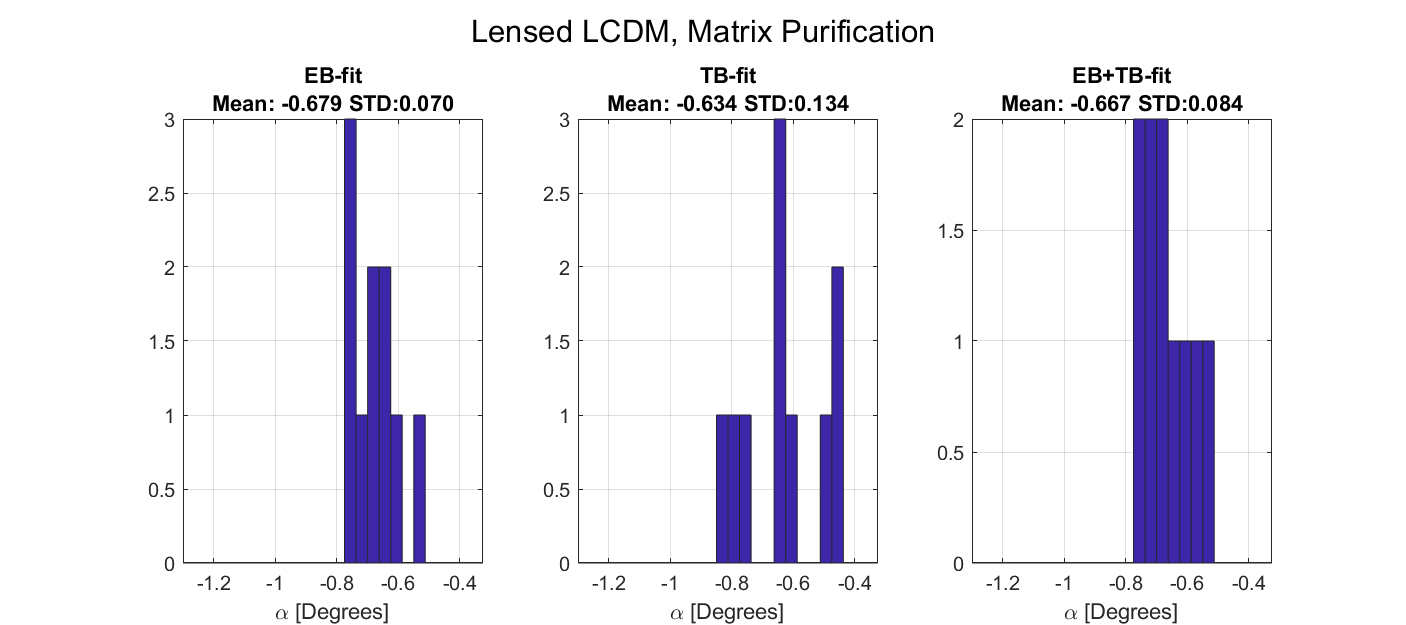 Lensed LCDM, Matrix Purification
EB-fit
Mean: -0.679 STD:0.070
3
2.5
2
1.5
1
0.5
0
-1.2 -1 -0.8 -0.6 -0.4
α [Degrees]
TB-fit
Mean: -0.634 STD:0.134
3
2.5
2
1.5
1
0.5
0
-1.2 -1 -0.8 -0.6 -0.4
α [Degrees]
EB+TB-fit
Mean: -0.667 STD:0.084
2
1.5
1
0.5
0
-1.2 -1 -0.8 -0.6 -0.4
α [Degrees]